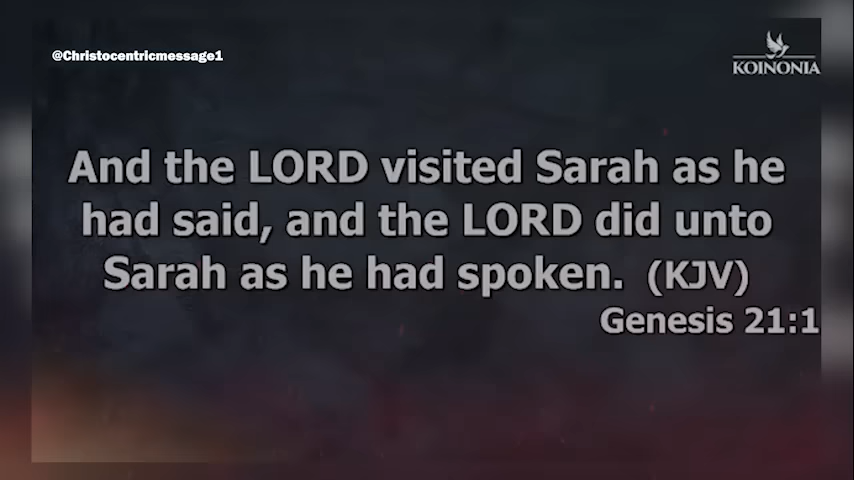 @Christocentricmessage1
KOINONIA
And the LORD visited Sarah as he
had said, and the LORD did unto
Sarah as he had spoken. (KJV)
Genesis 21:1